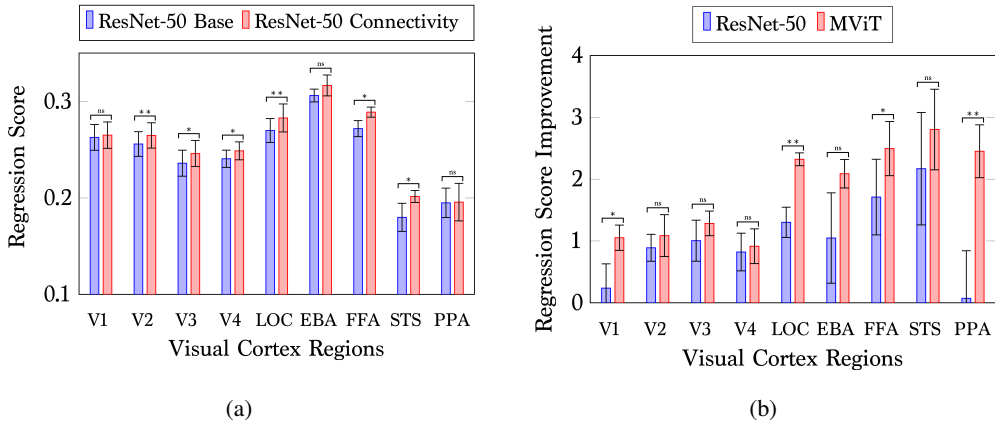 ResNet-50 Base ResNet-50 Connectivity
Regression Score
0.3
0.2
0.1
ns ** * * ** ns * * ns
V1 V2 V3 V4 LOC EBA FFA STS PPA
Visual Cortex Regions
(a)
ResNet-50 MViT
Regression Score Improvement
4
3
2
1
0
* ns ns ns ** ns * ns **
V1 V2 V3 V4 LOC EBA FFA STS PPA
Visual Cortex Regions
(b)